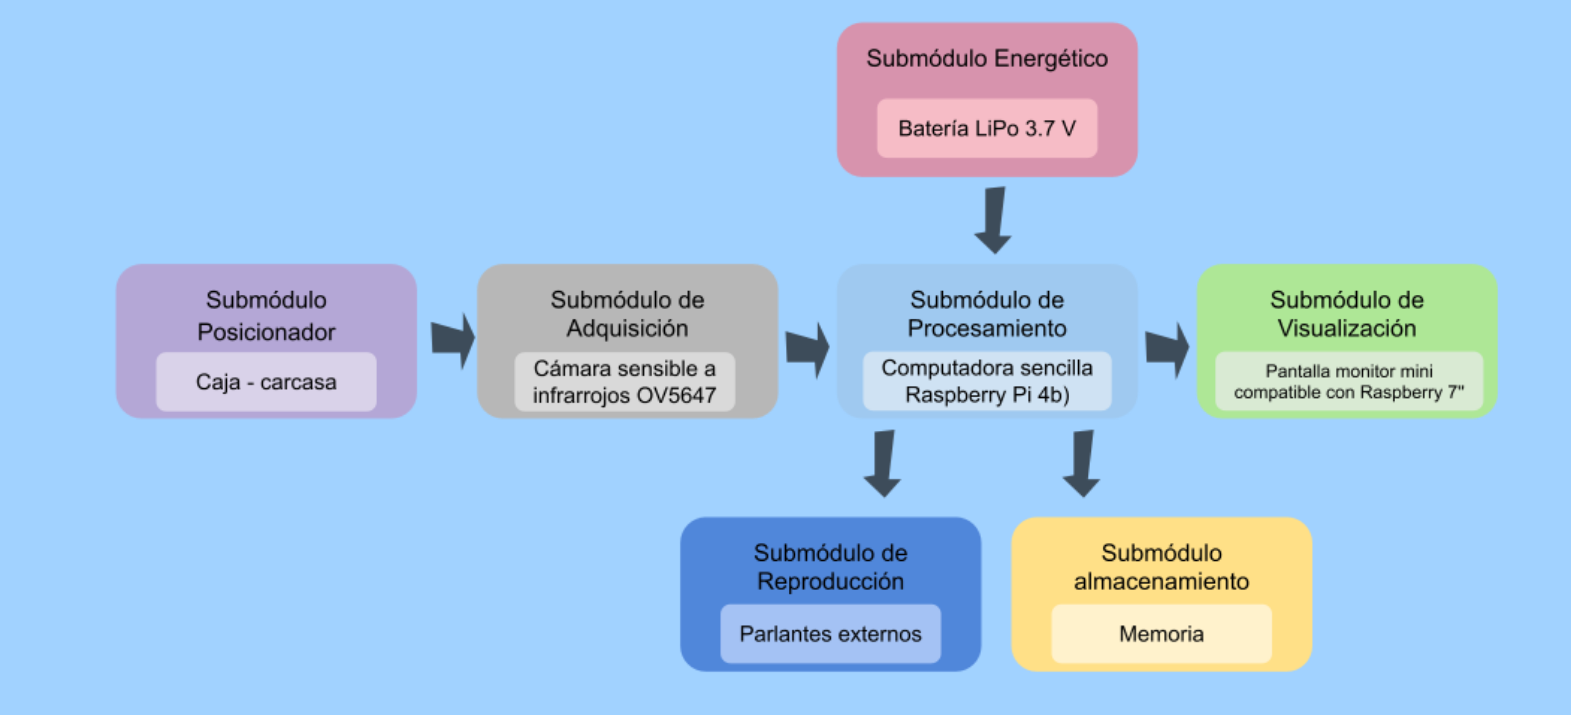 Submódulo Energético
Batería LiPo 3.7 V
Submódulo
Posicionador
Caja - carcasa
Submódulo de
Adquisición
Cámara sensible a
infrarrojos OV5647
Submódulo de
Procesamiento
Computadora sencilla
Raspberry Pi 4b)
Submódulo de
Visualización
Pantalla monitor mini
compatible con Raspberry 7"
Submódulo de
Reproducción
Parlantes externos
Submódulo
almacenamiento
Memoria